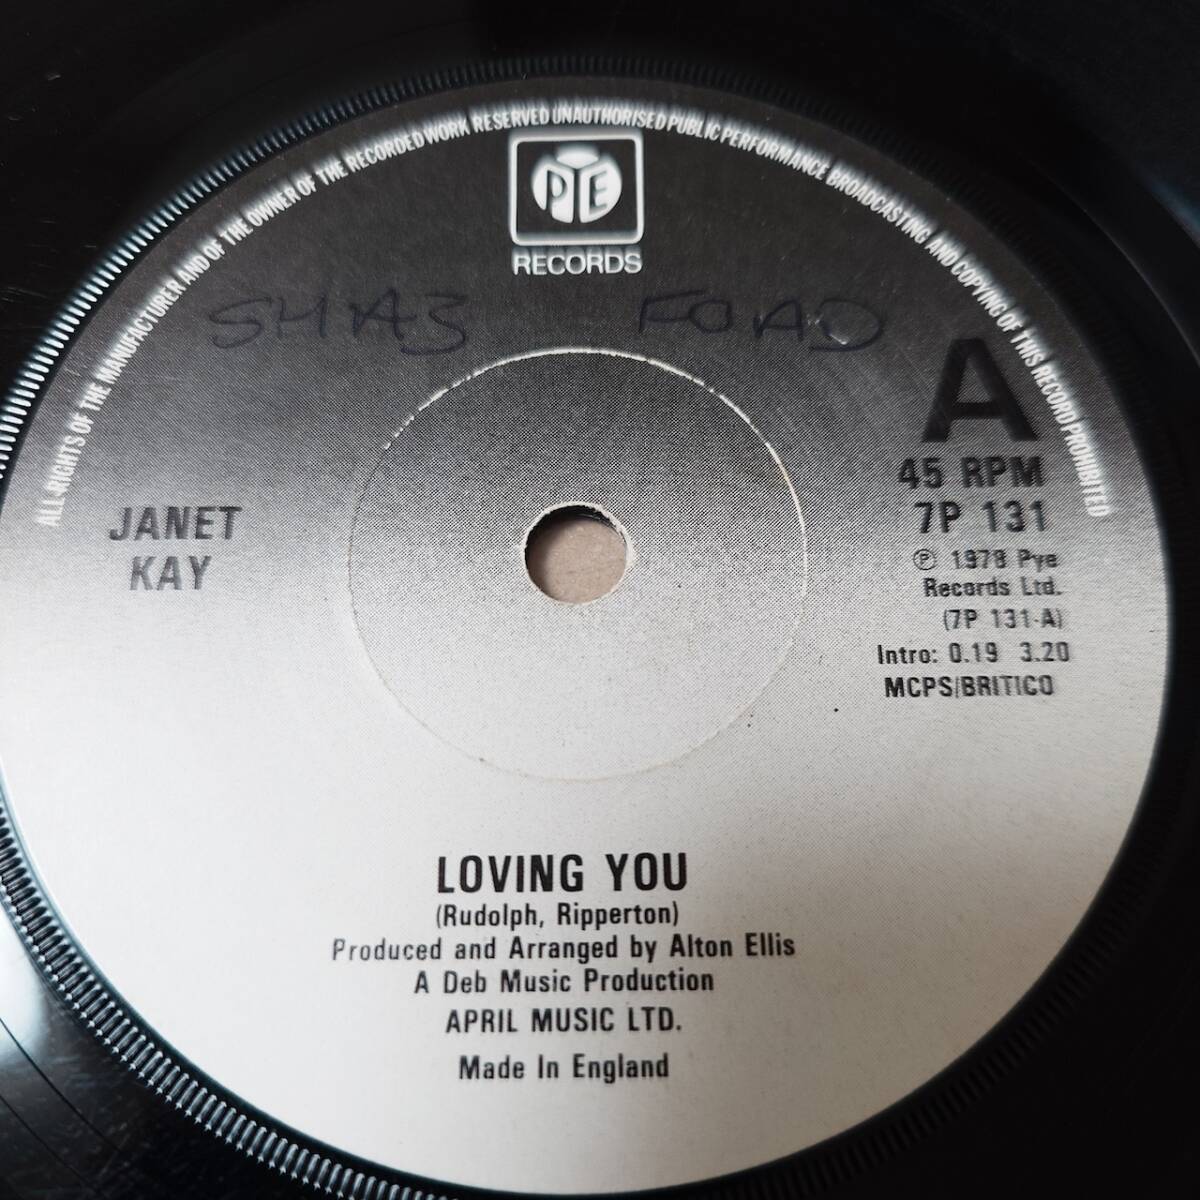 ALL RIGHTS OF THE MANUFACTURER AND OF THE OWNER OF THE RECORDED WORK RESERVED UNAUTHORISED PUBLIC PERFORMANCE BROADCASTING AND COPYING OF THIS RECORD PROHIBITED
PYE
RECORDS
SHAZ FOAD
A
45 RPM
7P 131
℗ 1978 Pye
Records Ltd.
(7P 131-A)
Intro: 0.19 3.20
MCPS/BRITICO
JANET
KAY
LOVING YOU
(Rudolph, Ripperton)
Produced and Arranged by Alton Ellis
A Deb Music Production
APRIL MUSIC LTD.
Made In England